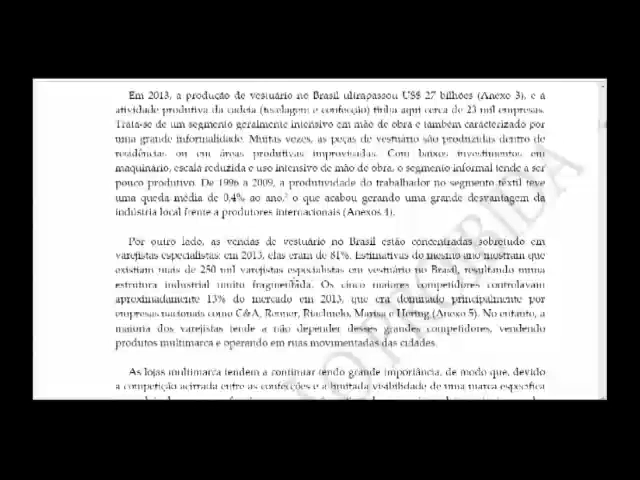 Em 2013, a produção de vestuário no Brasil ultrapassou US$ 27 bilhões (Anexo 3), e a
atividade produtiva da cadeia (tecelagem e confecção) tinha aqui cerca de 23 mil empresas.
Trata-se de um segmento geralmente intensivo em mão de obra e também caracterizado por
uma grande informalidade. Muitas vezes, as peças de vestuário são produzidas dentro de
residências ou em áreas produtivas improvisadas. Com baixos investimentos em
maquinário, escala reduzida e uso intensivo de mão de obra, o segmento informal tende a ser
pouco produtivo. De 1996 a 2009, a produtividade do trabalhador no segmento têxtil teve
uma queda média de 0,4% ao ano, o que acabou gerando uma grande desvantagem da
indústria local frente a produtores internacionais (Anexos 4).
Por outro lado, as vendas de vestuário no Brasil estão concentradas sobretudo em
varejistas especialistas: em 2013, elas eram de 81%. Estimativas do mesmo ano mostram que
existiam mais de 250 mil varejistas especialistas em vestuário no Brasil, resultando numa
estrutura industrial muito fragmentada. Os cinco maiores competidores controlavam
aproximadamente 13% do mercado em 2013, que era dominado principalmente por
empresas nacionais como C&A, Renner, Riachuelo, Marisa e Hering (Anexo 5). No entanto, a
maioria dos varejistas tende a não depender desses grandes competidores, vendendo
produtos multimarca e operando em ruas movimentadas das cidades.
As lojas multimarca tendem a continuar tendo grande importância, de modo que, devido
a competição acirrada entre as confecções e a limitada visibilidade de uma marca específica
PROIBIDA